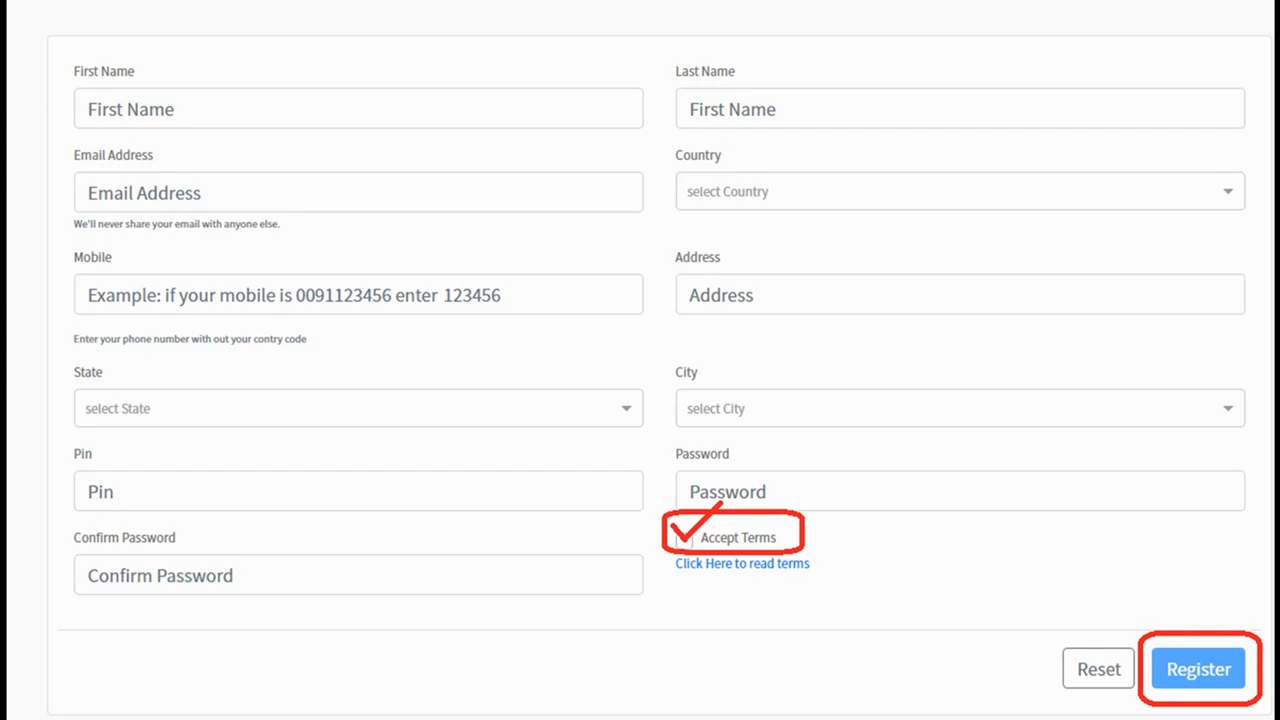 First Name
Last Name
First Name
First Name
Email Address
Country
Email Address
select Country
We'll never share your email with anyone else.
Mobile
Address
Example: if your mobile is 0091123456 enter 123456
Address
Enter your phone number with out your contry code
State
City
select State
select City
Pin
Password
Pin
Password
Confirm Password
Accept Terms
Confirm Password
Click Here to read terms
Reset
Register